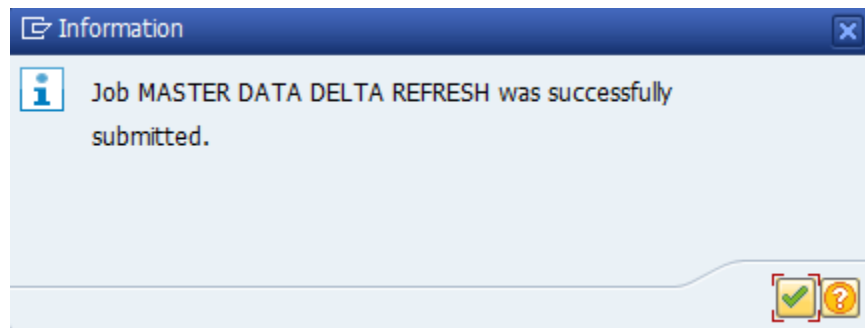 Information
Job MASTER DATA DELTA REFRESH was successfully
submitted.